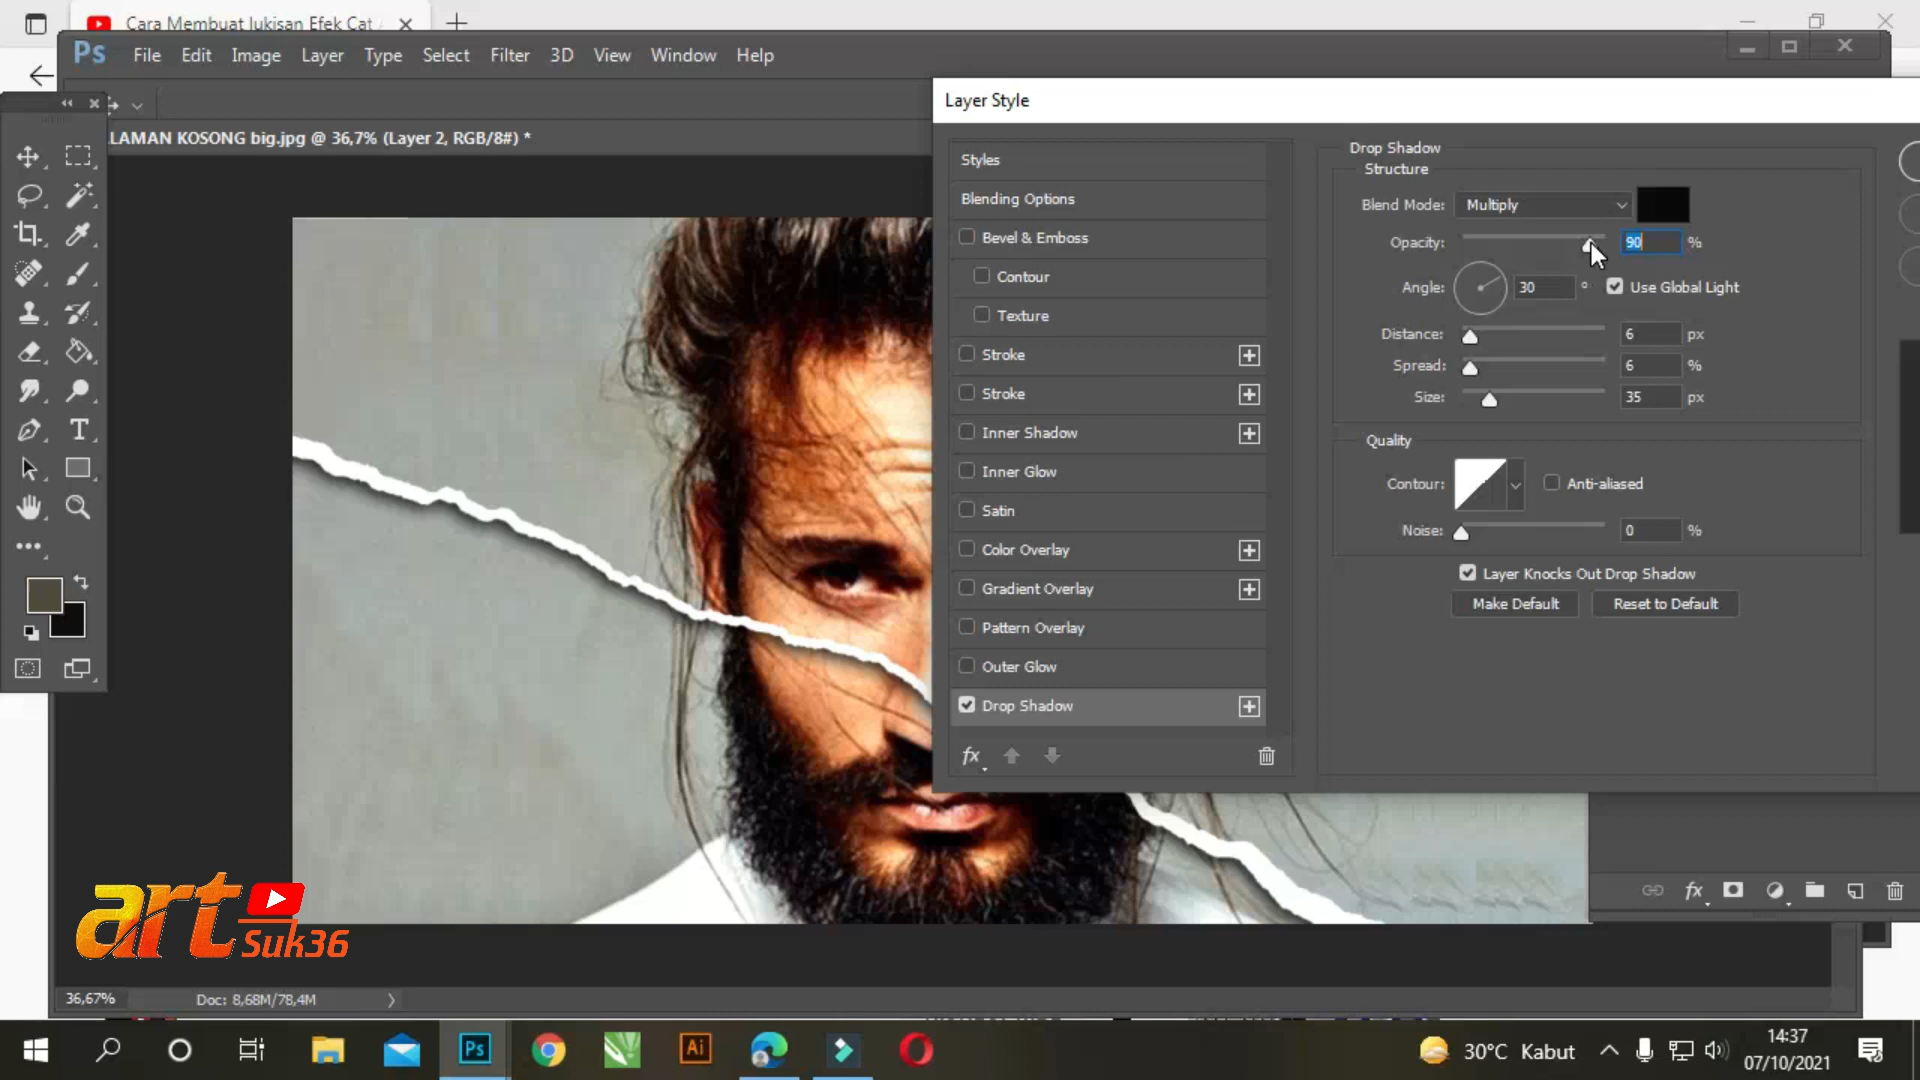 Cara Membuat lukisan Efek Cat
Ps File Edit Image Layer Type Select Filter 3D View Window Help
LAMAN KOSONG big.jpg @ 36,7% (Layer 2, RGB/8#) *
Layer Style
Styles
Blending Options
Bevel & Emboss
Contour
Texture
Stroke
Stroke
Inner Shadow
Inner Glow
Satin
Color Overlay
Gradient Overlay
Pattern Overlay
Outer Glow
Drop Shadow
fx
Drop Shadow
Structure
Blend Mode: Multiply
Opacity: 90 %
Angle: 30 ° Use Global Light
Distance: 6 px
Spread: 6 %
Size: 35 px
Quality
Contour: Anti-aliased
Noise: 0 %
Layer Knocks Out Drop Shadow
Make Default Reset to Default
T
fx
art
Suk36
36,67% Doc: 8,68M/78,4M
Ps Ai 30°C Kabut 14:37
07/10/2021